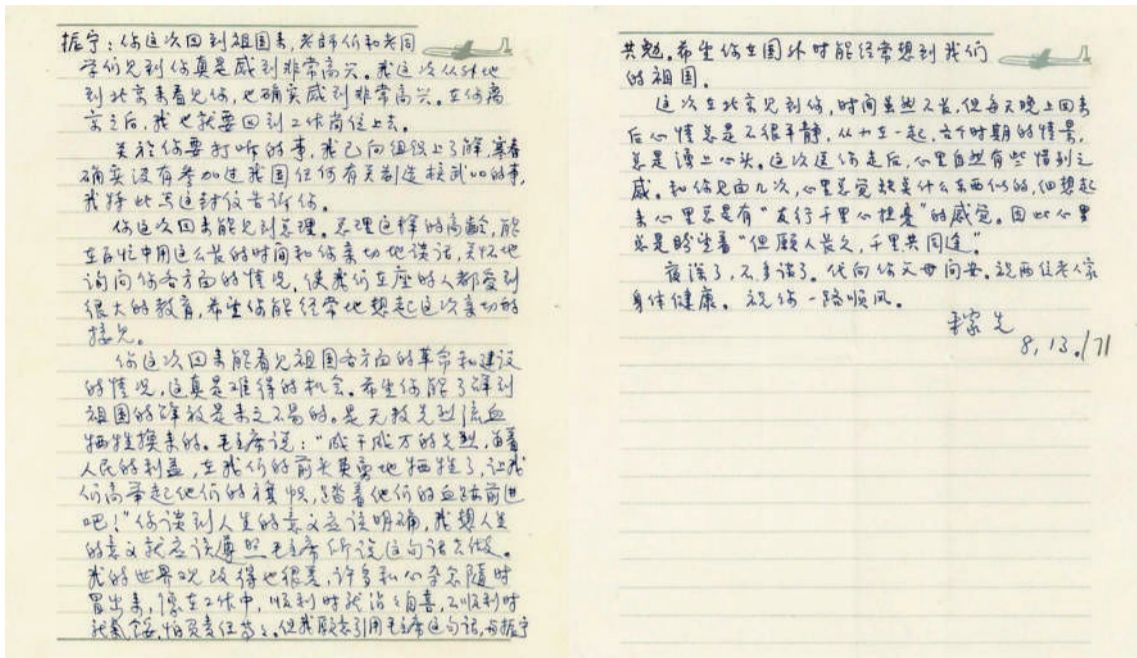 振宁：你这次回到祖国来，老师们和老同
学们见到你真是感到非常高兴。我这次从外地
到北京来看见你，也确实感到非常高兴。在你离
京之后，我也就要回到工作岗位上去。
关於你要打听的事，我已向组织上了解，寒春
确实没有参加过我国任何有关制造核武器的事，
我特此写这封信告诉你。
你这次回来能见到总理。总理这样的高龄，能
在百忙中用这么长的时间和你亲切地谈话，关怀地
询问你各方面的情况，使我们在座的人都受到
很大的教育，希望你能经常地想起这次亲切的
接见。
你这次回来能看见祖国各方面的革命和建设
的情况，这真是难得的机会。希望你能了解到
祖国的解放是来之不易的。是无数先烈流血
牺牲换来的。毛主席说：“成千成万的先烈，为着
人民的利益，在我们的前头英勇地牺牲了，让我
们高举起他们的旗帜，踏着他们的血迹前进
吧！”你谈到人生的意义应该明确，我想人生
的意义就应该遵照毛主席所说这句话去做。
我的世界观改得也很差，许多私心杂念随时
冒出来，像在工作中，顺利时就沾沾自喜，不顺利时
就气馁，怕负责任等々。但我愿意引用毛主席这句话，与振宁
共勉。希望你在国外时能经常想到我们
的祖国。
这次在北京见到你，时间虽然不长，但每天晚上回来
后心情总是不很平静，从小在一起，各个时期的情景，
总是涌上心头。这次送你走后，心里自然有些惜别之
感。和你见面几次，心里总觉缺点什么东西似的，细想起
来心里总是有“友行千里心担忧”的感觉。因此心里
总是盼望着“但愿人长久，千里共同途”。
夜深了，不多谈了。代向你父母问安。祝两位老人家
身体健康。祝你一路顺风。
稼先
8, 13. /71